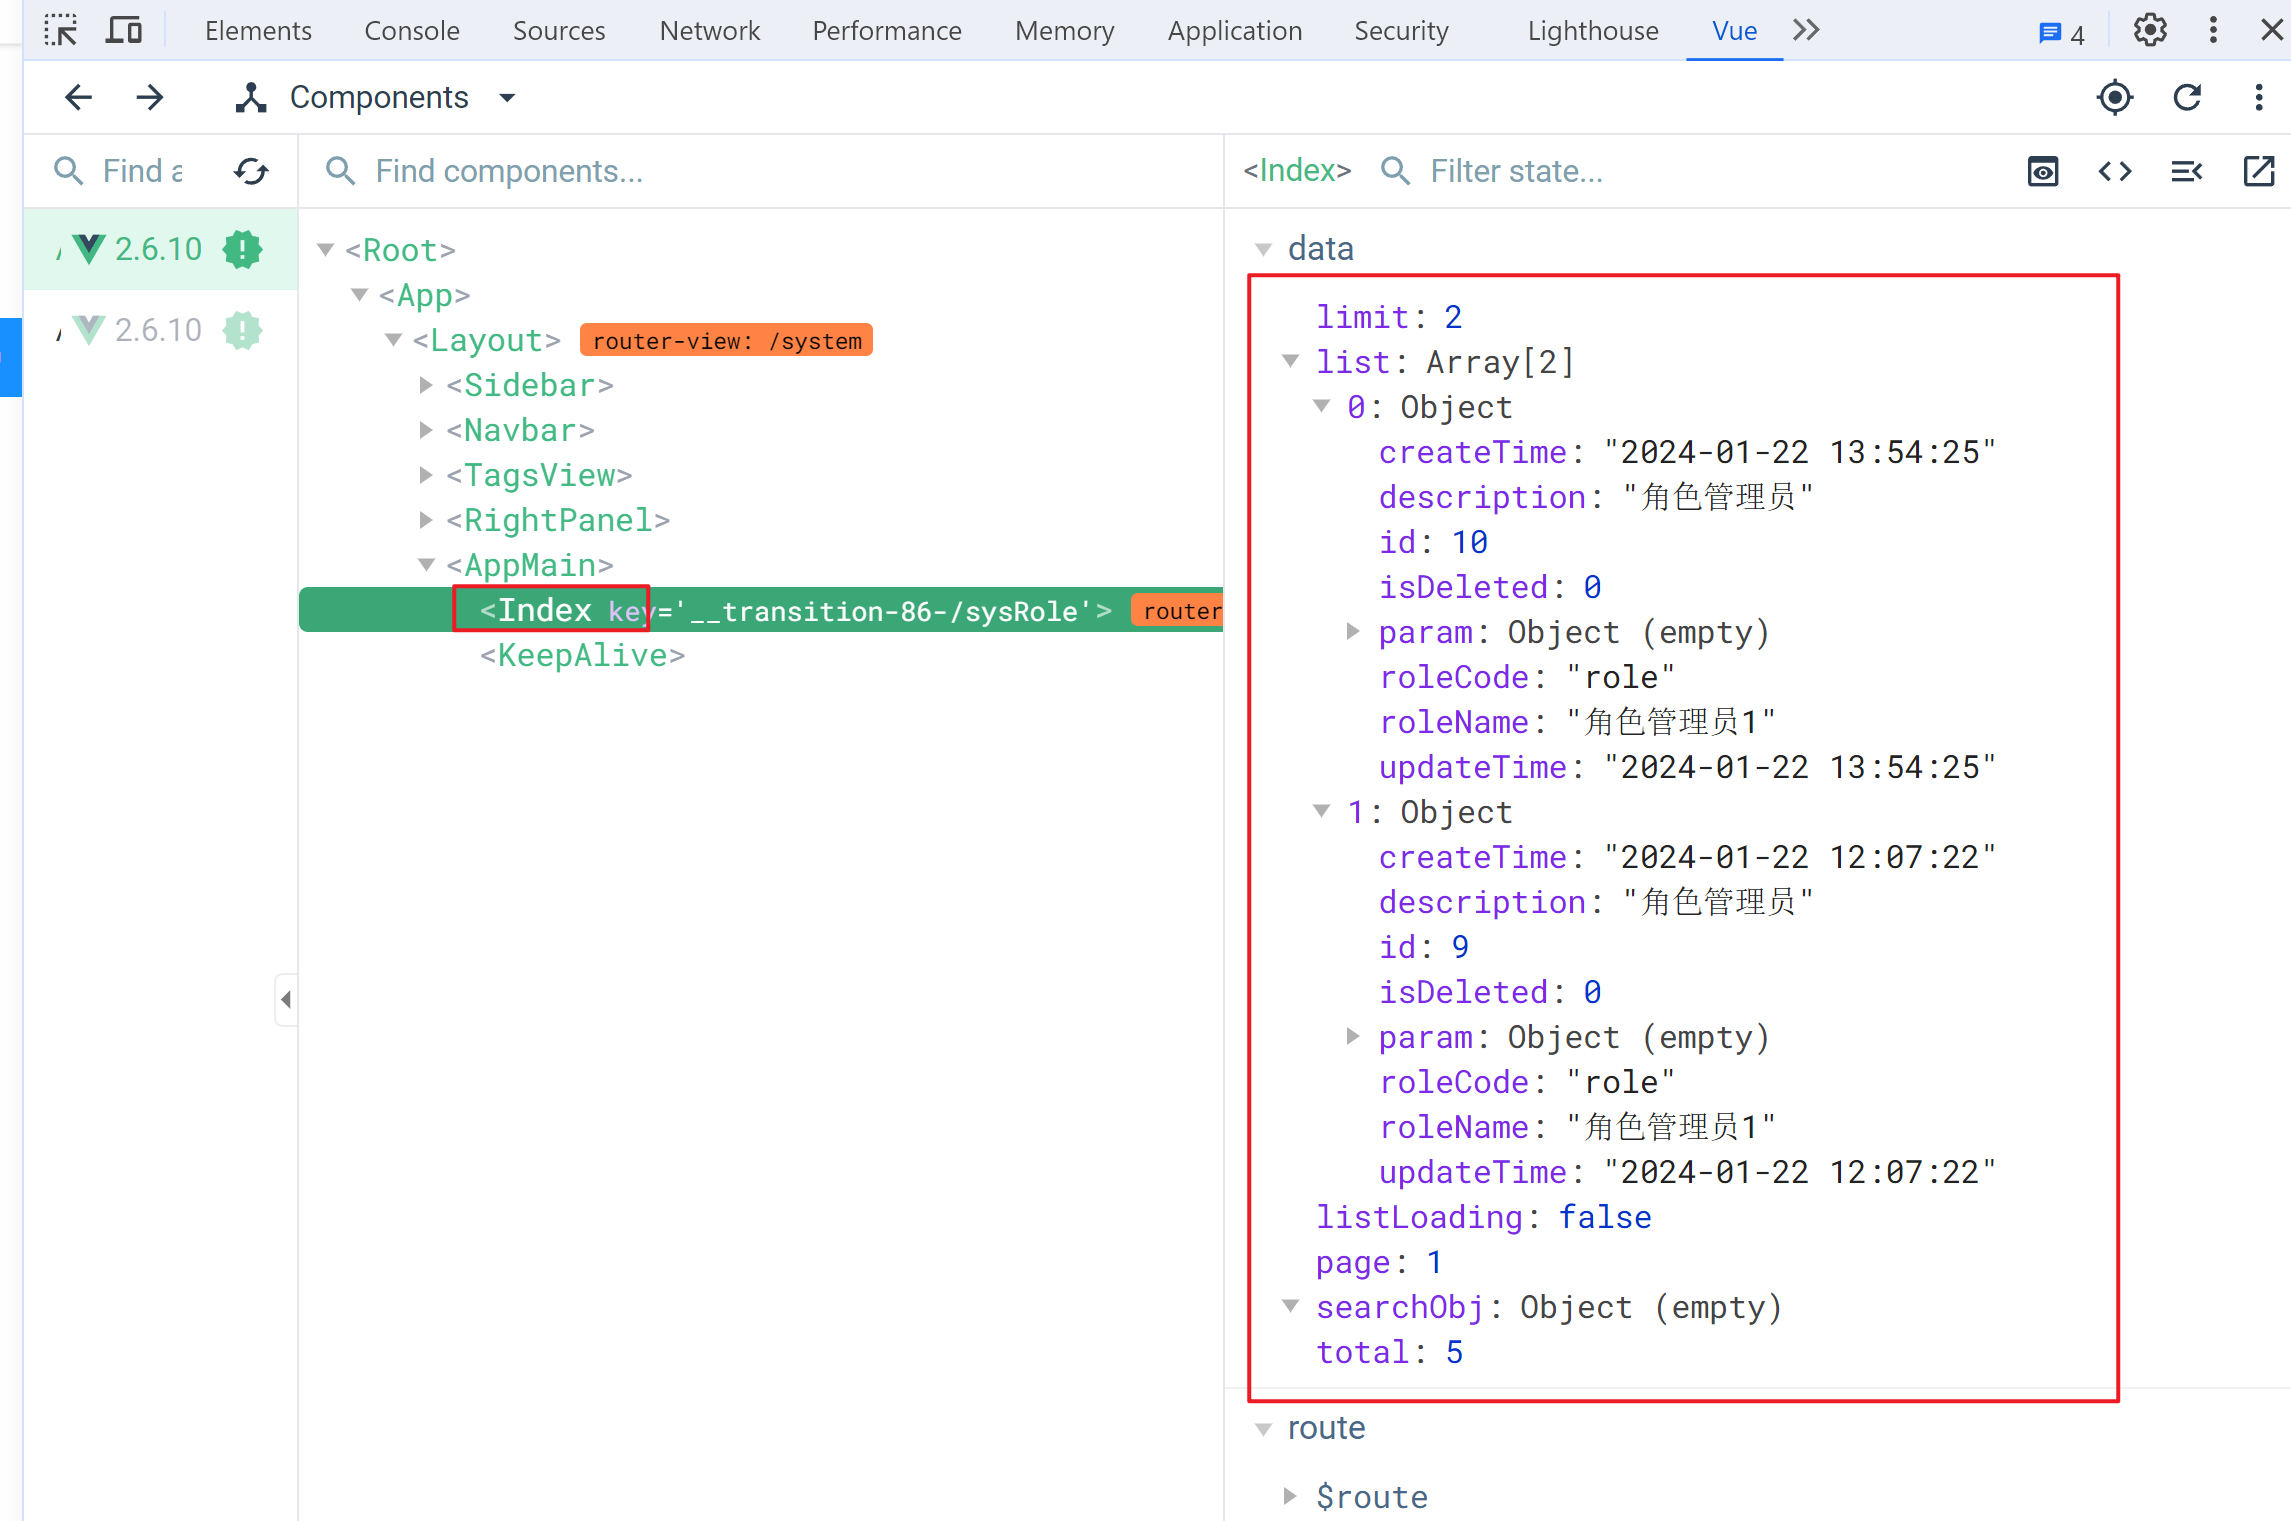 Elements Console Sources Network Performance Memory Application Security Lighthouse Vue 4
Components
Find a
Find components...
<Index> Filter state...
2.6.10
2.6.10
<Root>
<App>
<Layout> router-view: /system
<Sidebar>
<Navbar>
<TagsView>
<RightPanel>
<AppMain>
<Index key='__transition-86-/sysRole'> router
<KeepAlive>
data
limit: 2
list: Array[2]
0: Object
createTime: "2024-01-22 13:54:25"
description: "角色管理员"
id: 10
isDeleted: 0
param: Object (empty)
roleCode: "role"
roleName: "角色管理员1"
updateTime: "2024-01-22 13:54:25"
1: Object
createTime: "2024-01-22 12:07:22"
description: "角色管理员"
id: 9
isDeleted: 0
param: Object (empty)
roleCode: "role"
roleName: "角色管理员1"
updateTime: "2024-01-22 12:07:22"
listLoading: false
page: 1
searchObj: Object (empty)
total: 5
route
$route